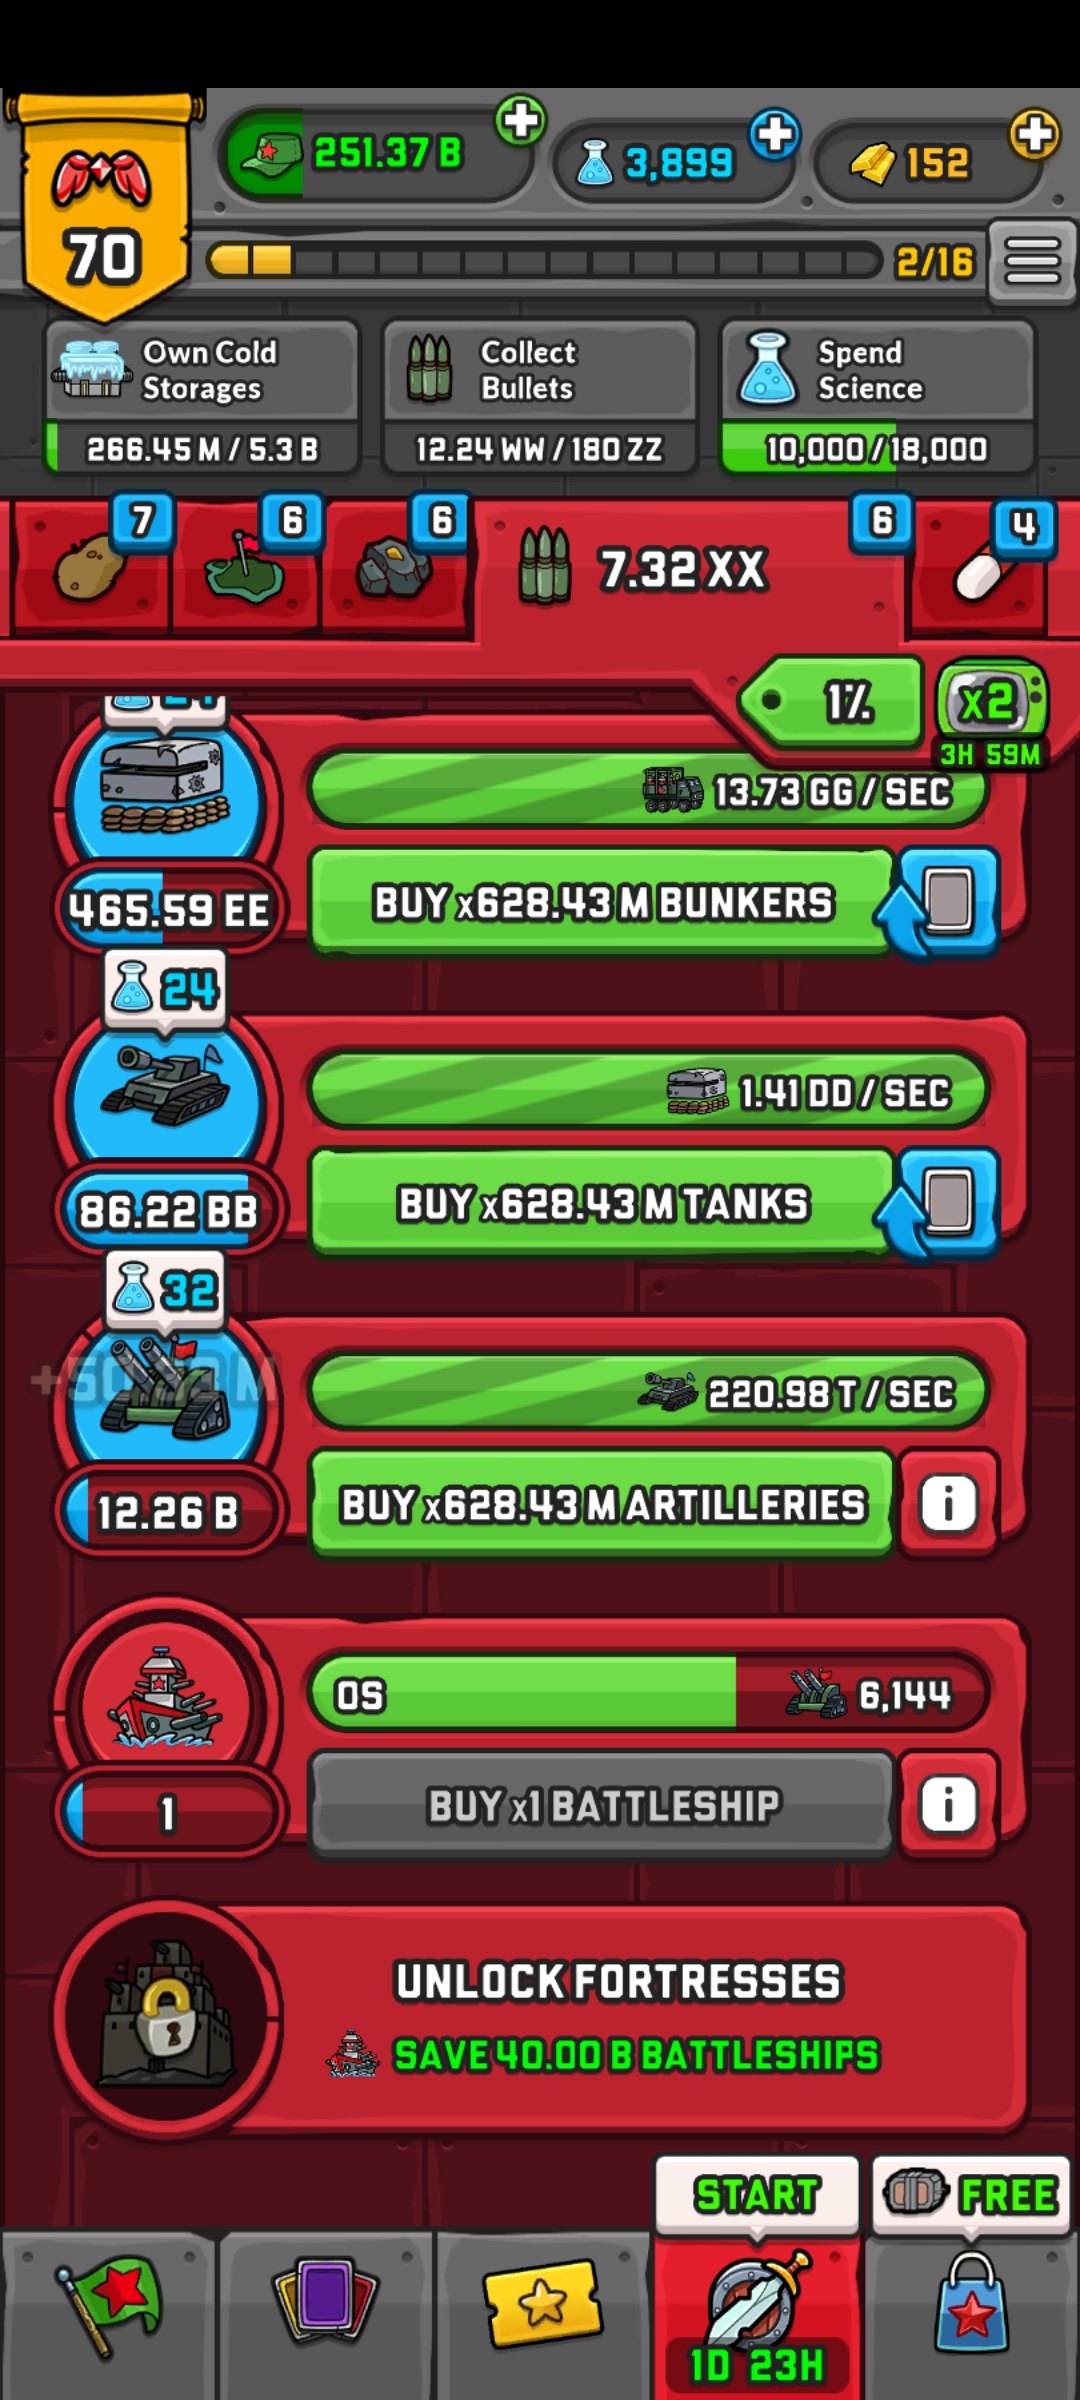 251.37 B
3,899
152
70
2/16
Own Cold
Storages
266.45 M / 5.3 B
Collect
Bullets
12.24 WW / 180 ZZ
Spend
Science
10,000 / 18,000
7
6
6
7.32 XX
6
4
1%
x2
3H 59M
13.73 GG / SEC
465.59 EE
BUY x628.43 M BUNKERS
24
1.41 DD / SEC
86.22 BB
BUY x628.43 M TANKS
32
220.98 T / SEC
12.26 B
BUY x628.43 M ARTILLERIES
0S
6,144
1
BUY x1 BATTLESHIP
UNLOCK FORTRESSES
SAVE 40.00 B BATTLESHIPS
START
FREE
1D 23H